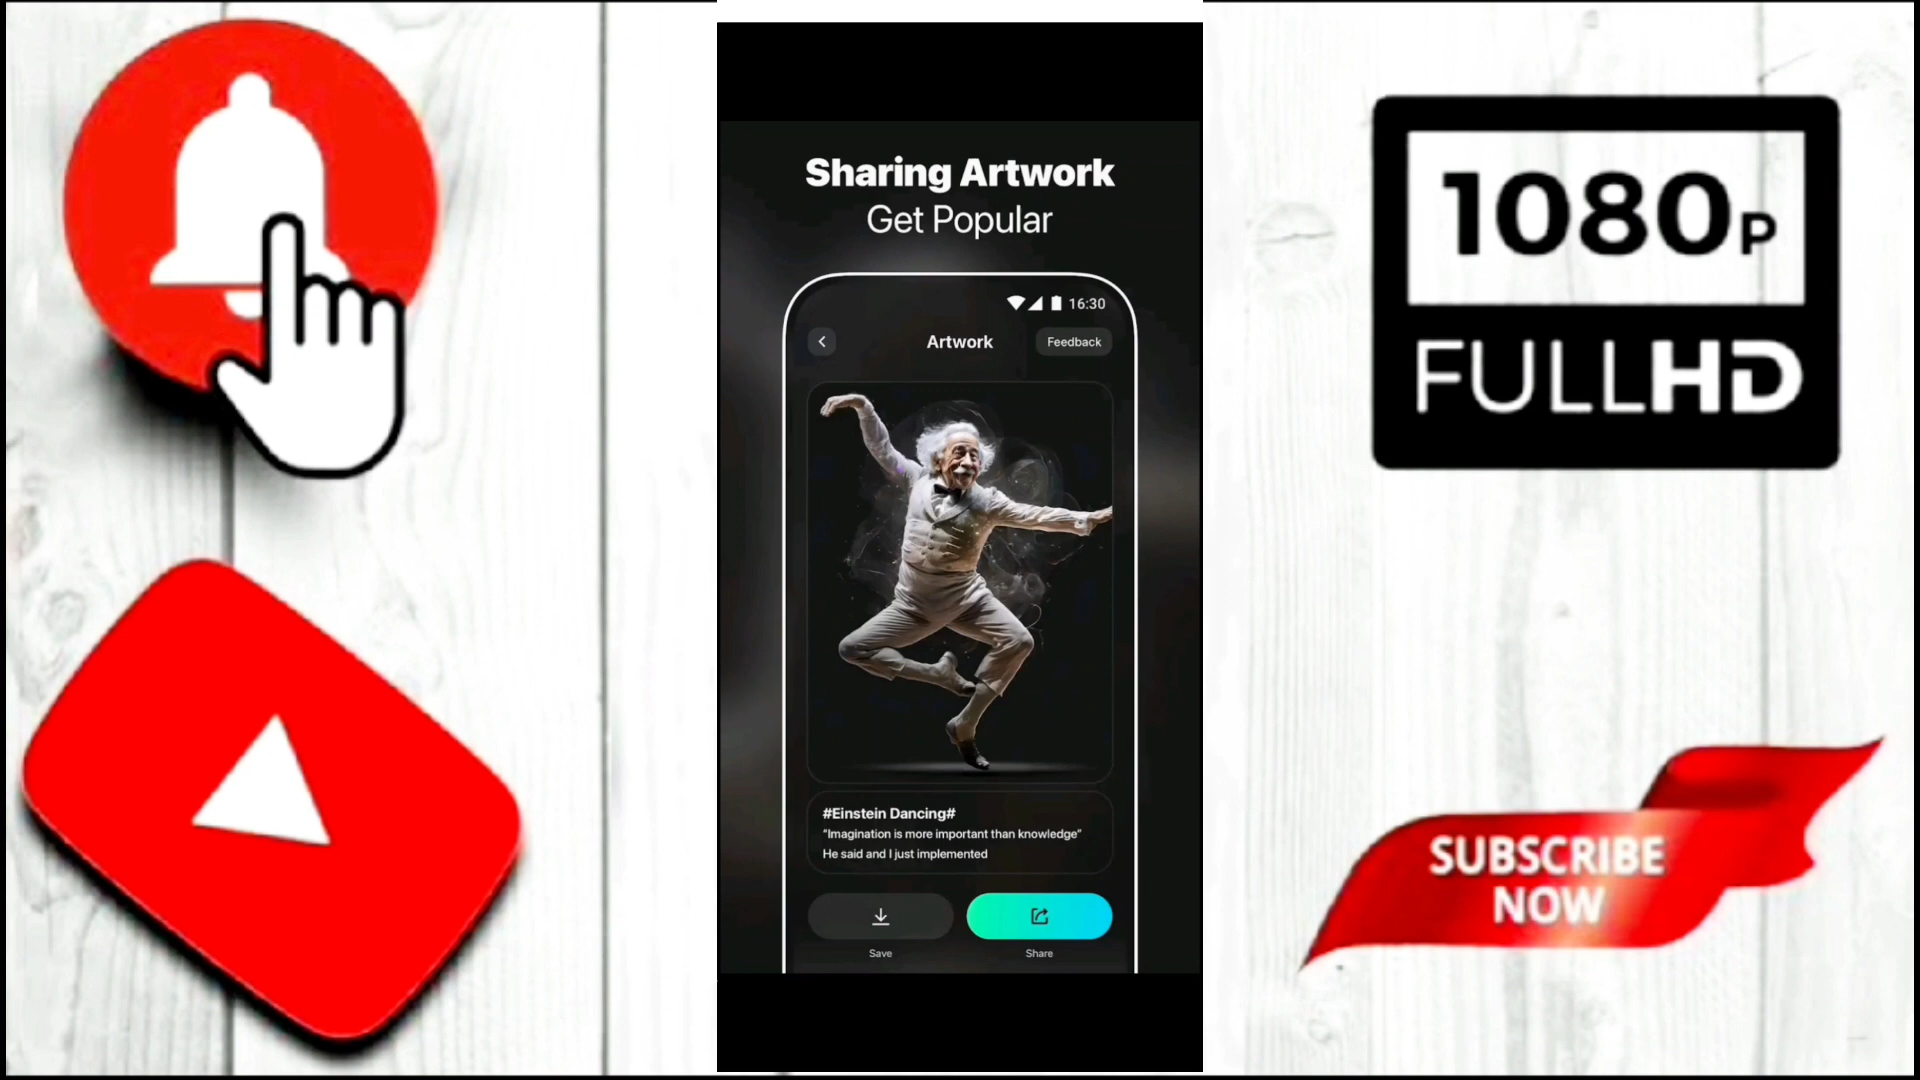 Sharing Artwork
Get Popular
16:30
Artwork
Feedback
#Einstein Dancing#
“Imagination is more important than knowledge”
He said and I just implemented
Save
Share
1080P
FULLHD
SUBSCRIBE
NOW